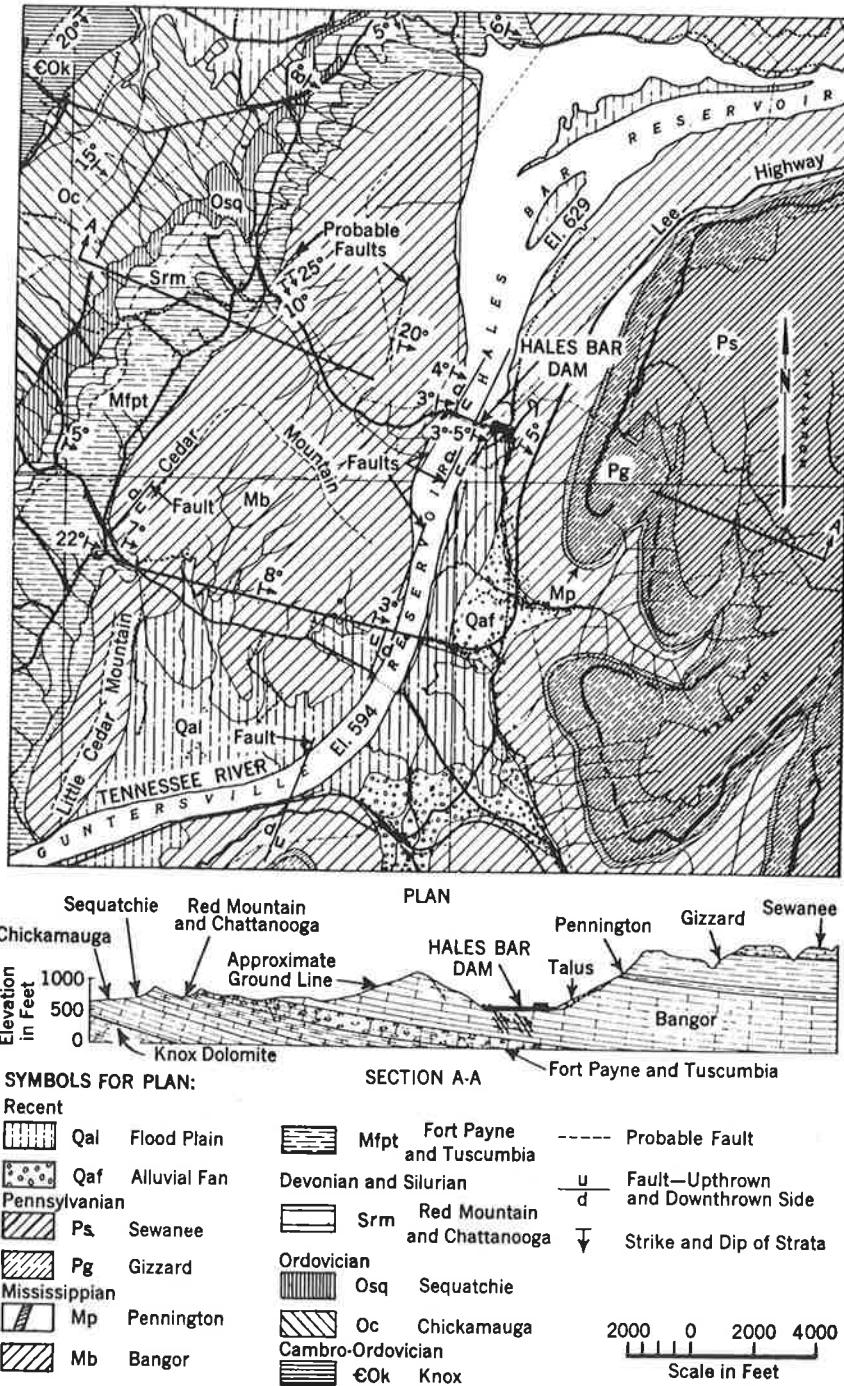 20°
5°
6°
ЄOk
8°
RESERVOIR
15°
Highway
Oc
Osq
BAR
El. 629
Lee
A
Probable
Faults
Srm
25°
10°
HALES
20°
Ps
HALES BAR
DAM
N
4°
d
u
3°
Mfpt
3°-5°
5°
MOUNTAIN
5°
Cedar
Mountain
Faults
d
u
Pg
Fault
Mb
d
u
7°
A
22°
8°
Mp
3°
Qaf
u
d
RESERVOIR
Little Cedar Mountain
Qal
Fault
El. 594
TENNESSEE RIVER
GUNTERSVILLE
d
u
PLAN
Sequatchie
Red Mountain
and Chattanooga
Pennington
Gizzard
Sewanee
Chickamauga
Approximate
Ground Line
HALES BAR
DAM
Talus
Elevation
in Feet
1000
500
0
Bangor
Knox Dolomite
Fort Payne and Tuscumbia
SYMBOLS FOR PLAN:
SECTION A-A
Recent
Qal Flood Plain
Qaf Alluvial Fan
Pennsylvanian
Ps Sewanee
Pg Gizzard
Mississippian
Mp Pennington
Mb Bangor
Mfpt Fort Payne
and Tuscumbia
Devonian and Silurian
Srm Red Mountain
and Chattanooga
Ordovician
Osq Sequatchie
Oc Chickamauga
Cambro-Ordovician
ЄOk Knox
Probable Fault
u
d
Fault—Upthrown
and Downthrown Side
Strike and Dip of Strata
2000 0 2000 4000
Scale in Feet